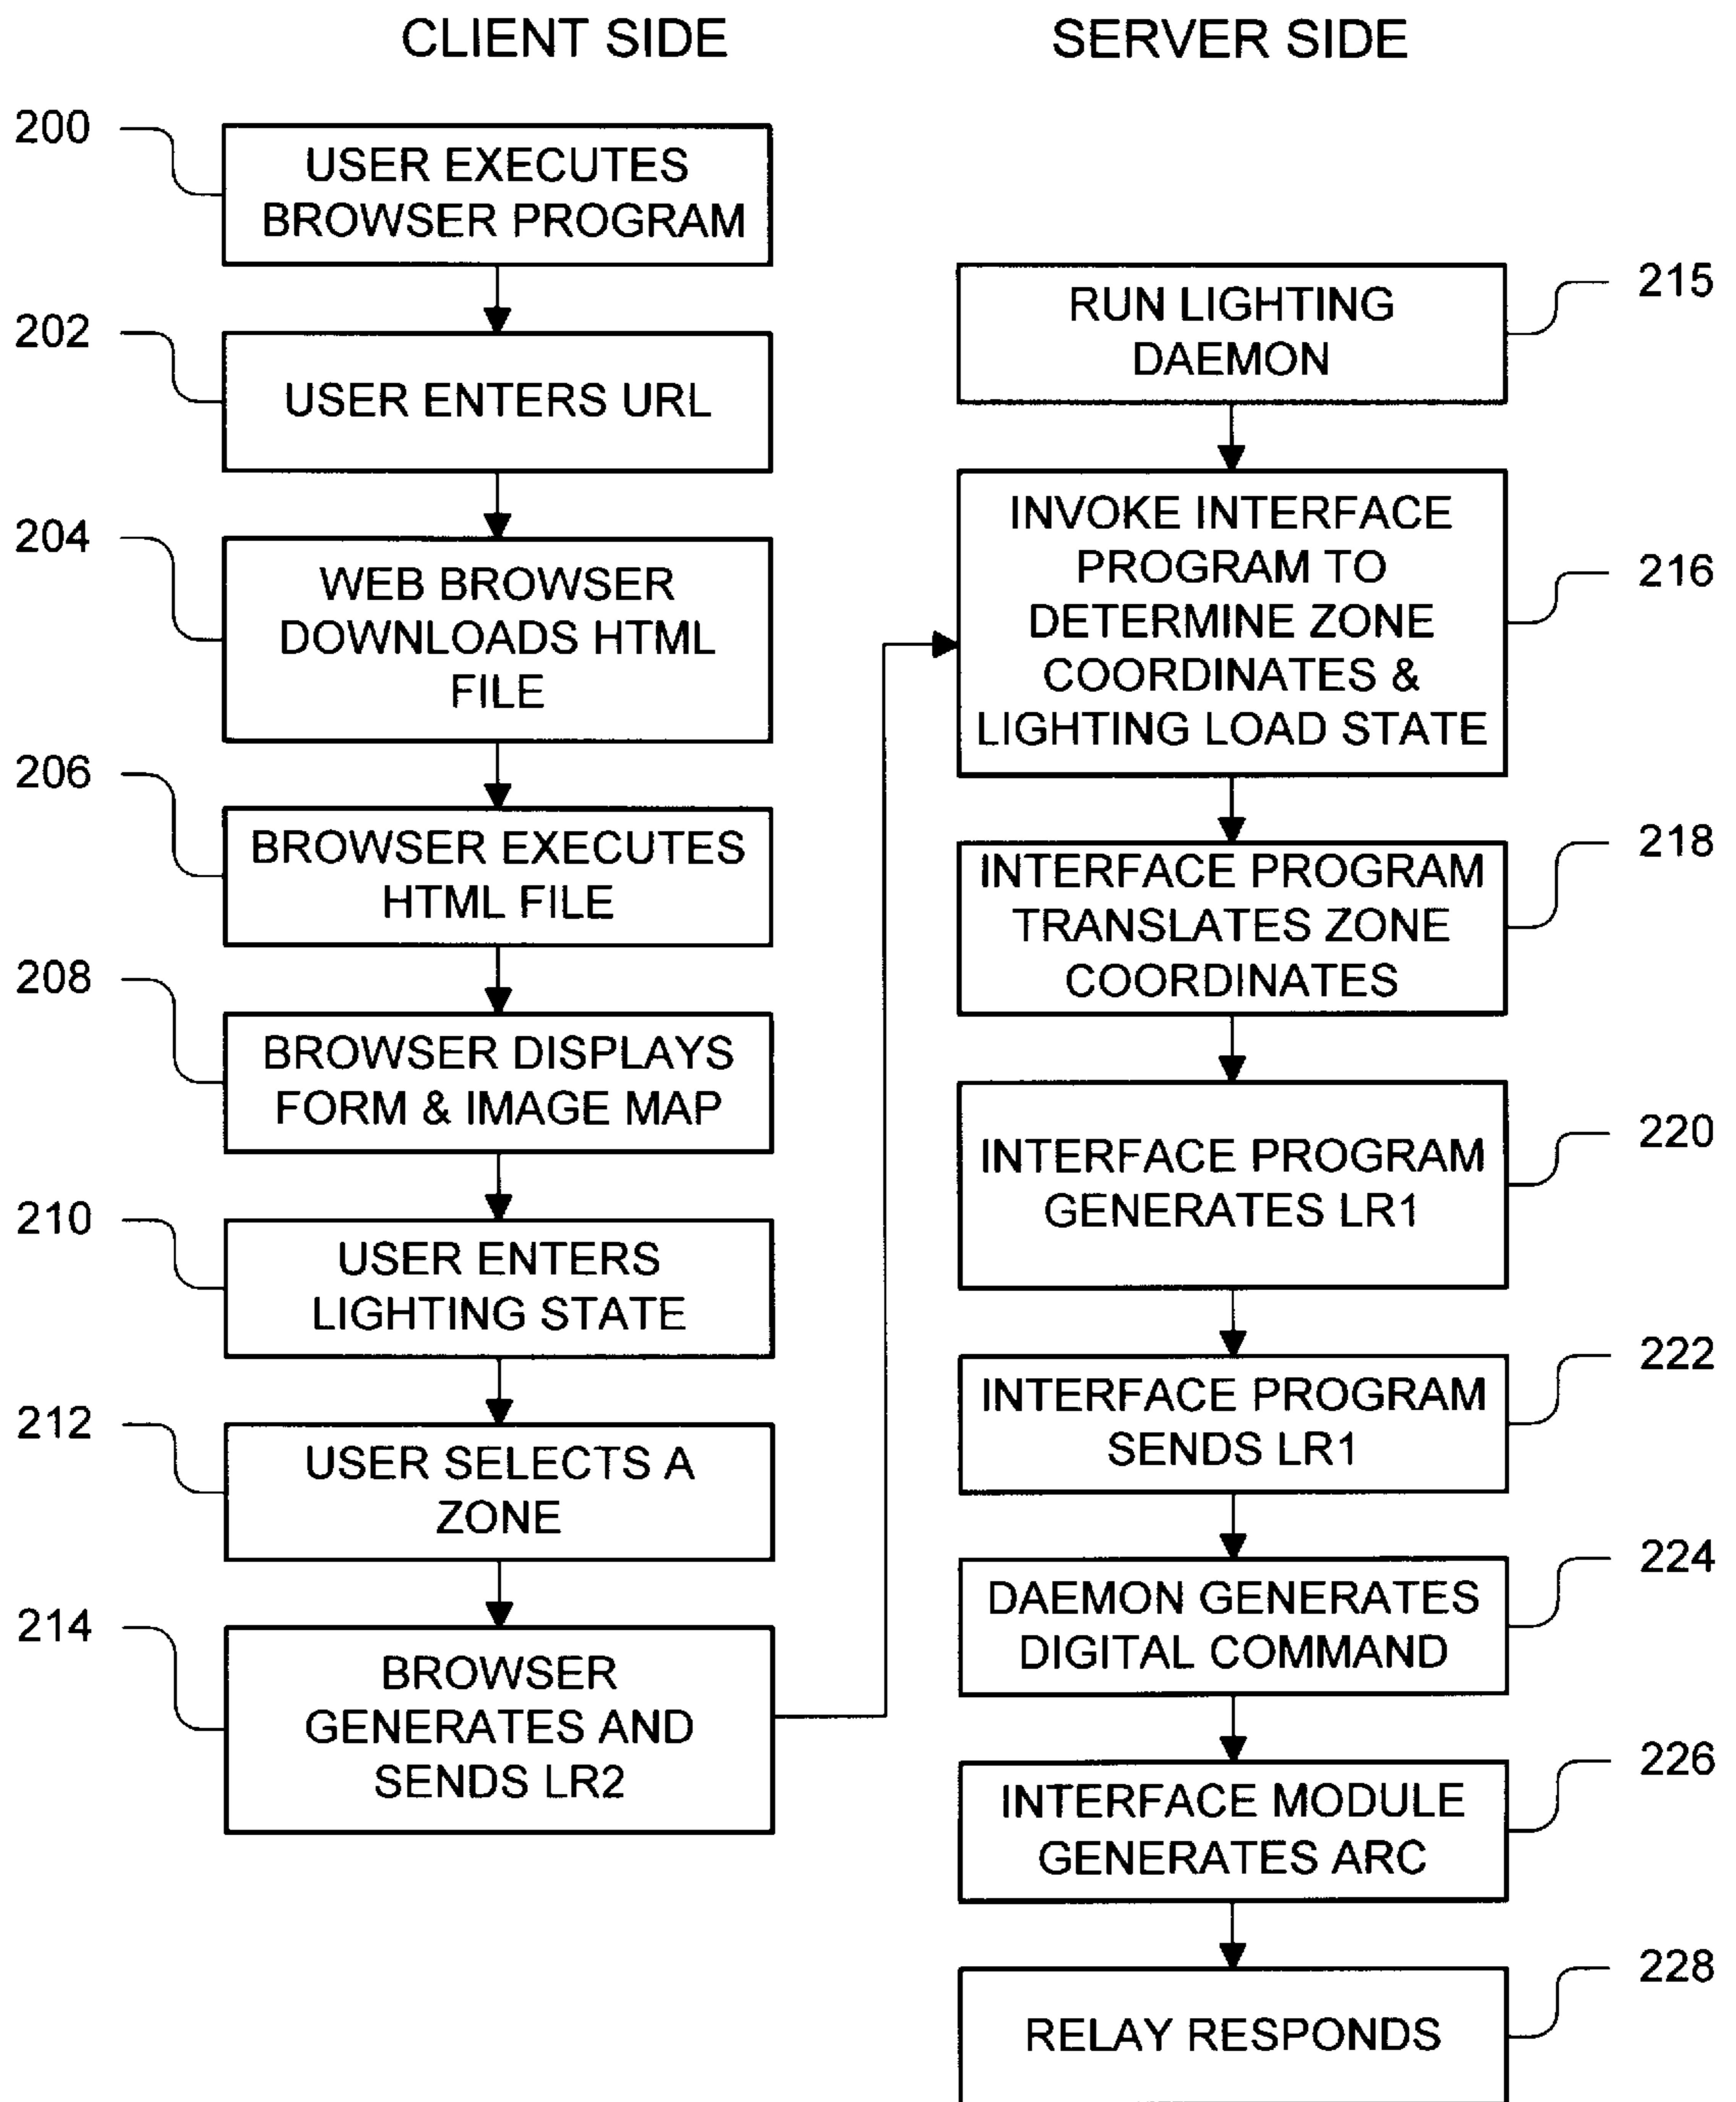 CLIENT SIDE
200
USER EXECUTES
BROWSER PROGRAM
202
USER ENTERS URL
204
WEB BROWSER
DOWNLOADS HTML
FILE
206
BROWSER EXECUTES
HTML FILE
208
BROWSER DISPLAYS
FORM & IMAGE MAP
210
USER ENTERS
LIGHTING STATE
212
USER SELECTS A
ZONE
214
BROWSER
GENERATES AND
SENDS LR2
SERVER SIDE
215
RUN LIGHTING
DAEMON
216
INVOKE INTERFACE
PROGRAM TO
DETERMINE ZONE
COORDINATES &
LIGHTING LOAD STATE
218
INTERFACE PROGRAM
TRANSLATES ZONE
COORDINATES
220
INTERFACE PROGRAM
GENERATES LR1
222
INTERFACE PROGRAM
SENDS LR1
224
DAEMON GENERATES
DIGITAL COMMAND
226
INTERFACE MODULE
GENERATES ARC
228
RELAY RESPONDS